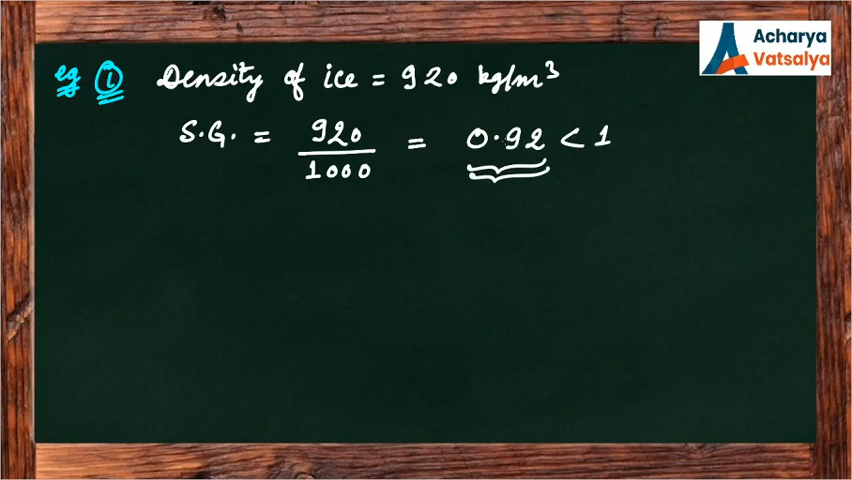 Acharya
Vatsalya
eg ① Density of ice = 920 kg/m³
S.G. = 920/1000 = 0.92 < 1